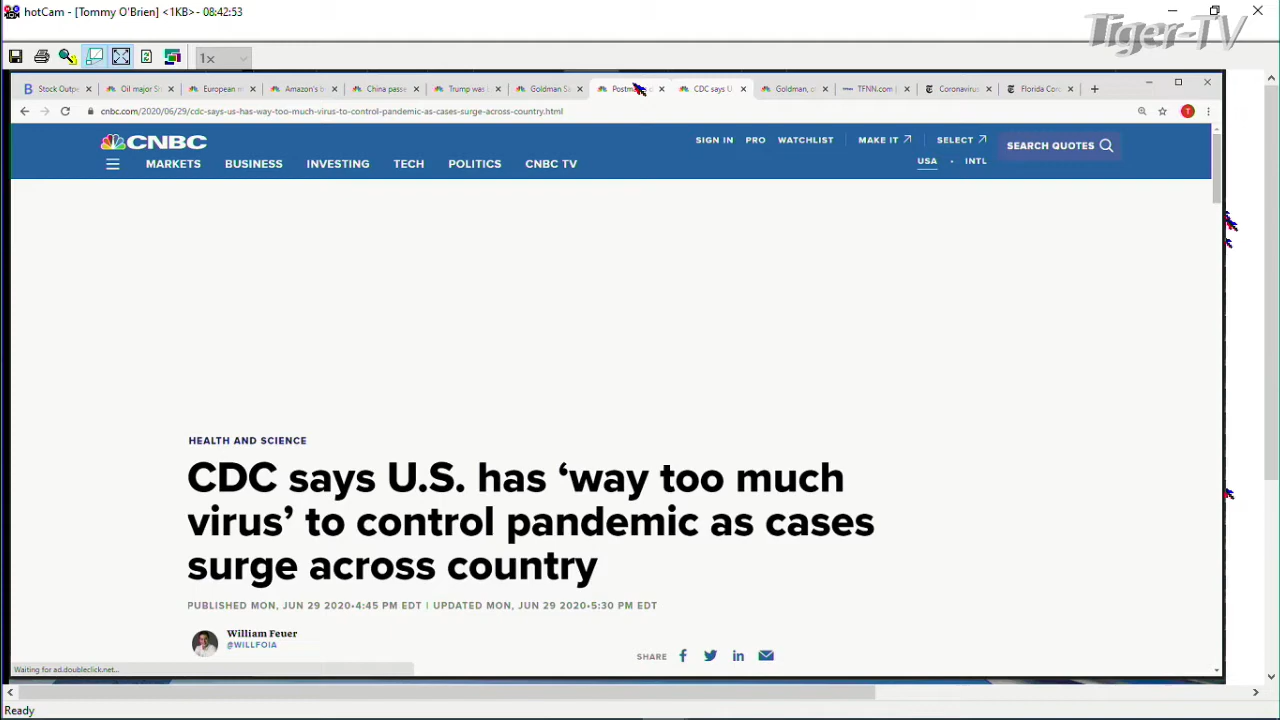 hotCam - [Tommy O'Brien] <1KB>- 08:42:53
Tiger-TV
1x
Stock Outpe
Oil major S
European m
Amazon's
China passe
Trump was
Goldman S
Postm
CDC says U
Goldman,
TFNN.com |
Coronavirus
Florida Cor
cnbc.com/2020/06/29/cdc-says-us-has-way-too-much-virus-to-control-pandemic-as-cases-surge-across-country.html
T
CNBC
SIGN IN PRO WATCHLIST MAKE IT SELECT
SEARCH QUOTES
USA • INTL
MARKETS BUSINESS INVESTING TECH POLITICS CNBC TV
HEALTH AND SCIENCE
CDC says U.S. has ‘way too much
virus’ to control pandemic as cases
surge across country
PUBLISHED MON, JUN 29 2020•4:45 PM EDT | UPDATED MON, JUN 29 2020•5:30 PM EDT
William Feuer
@WILLFOIA
SHARE
Waiting for ad.doubleclick.net...
Ready